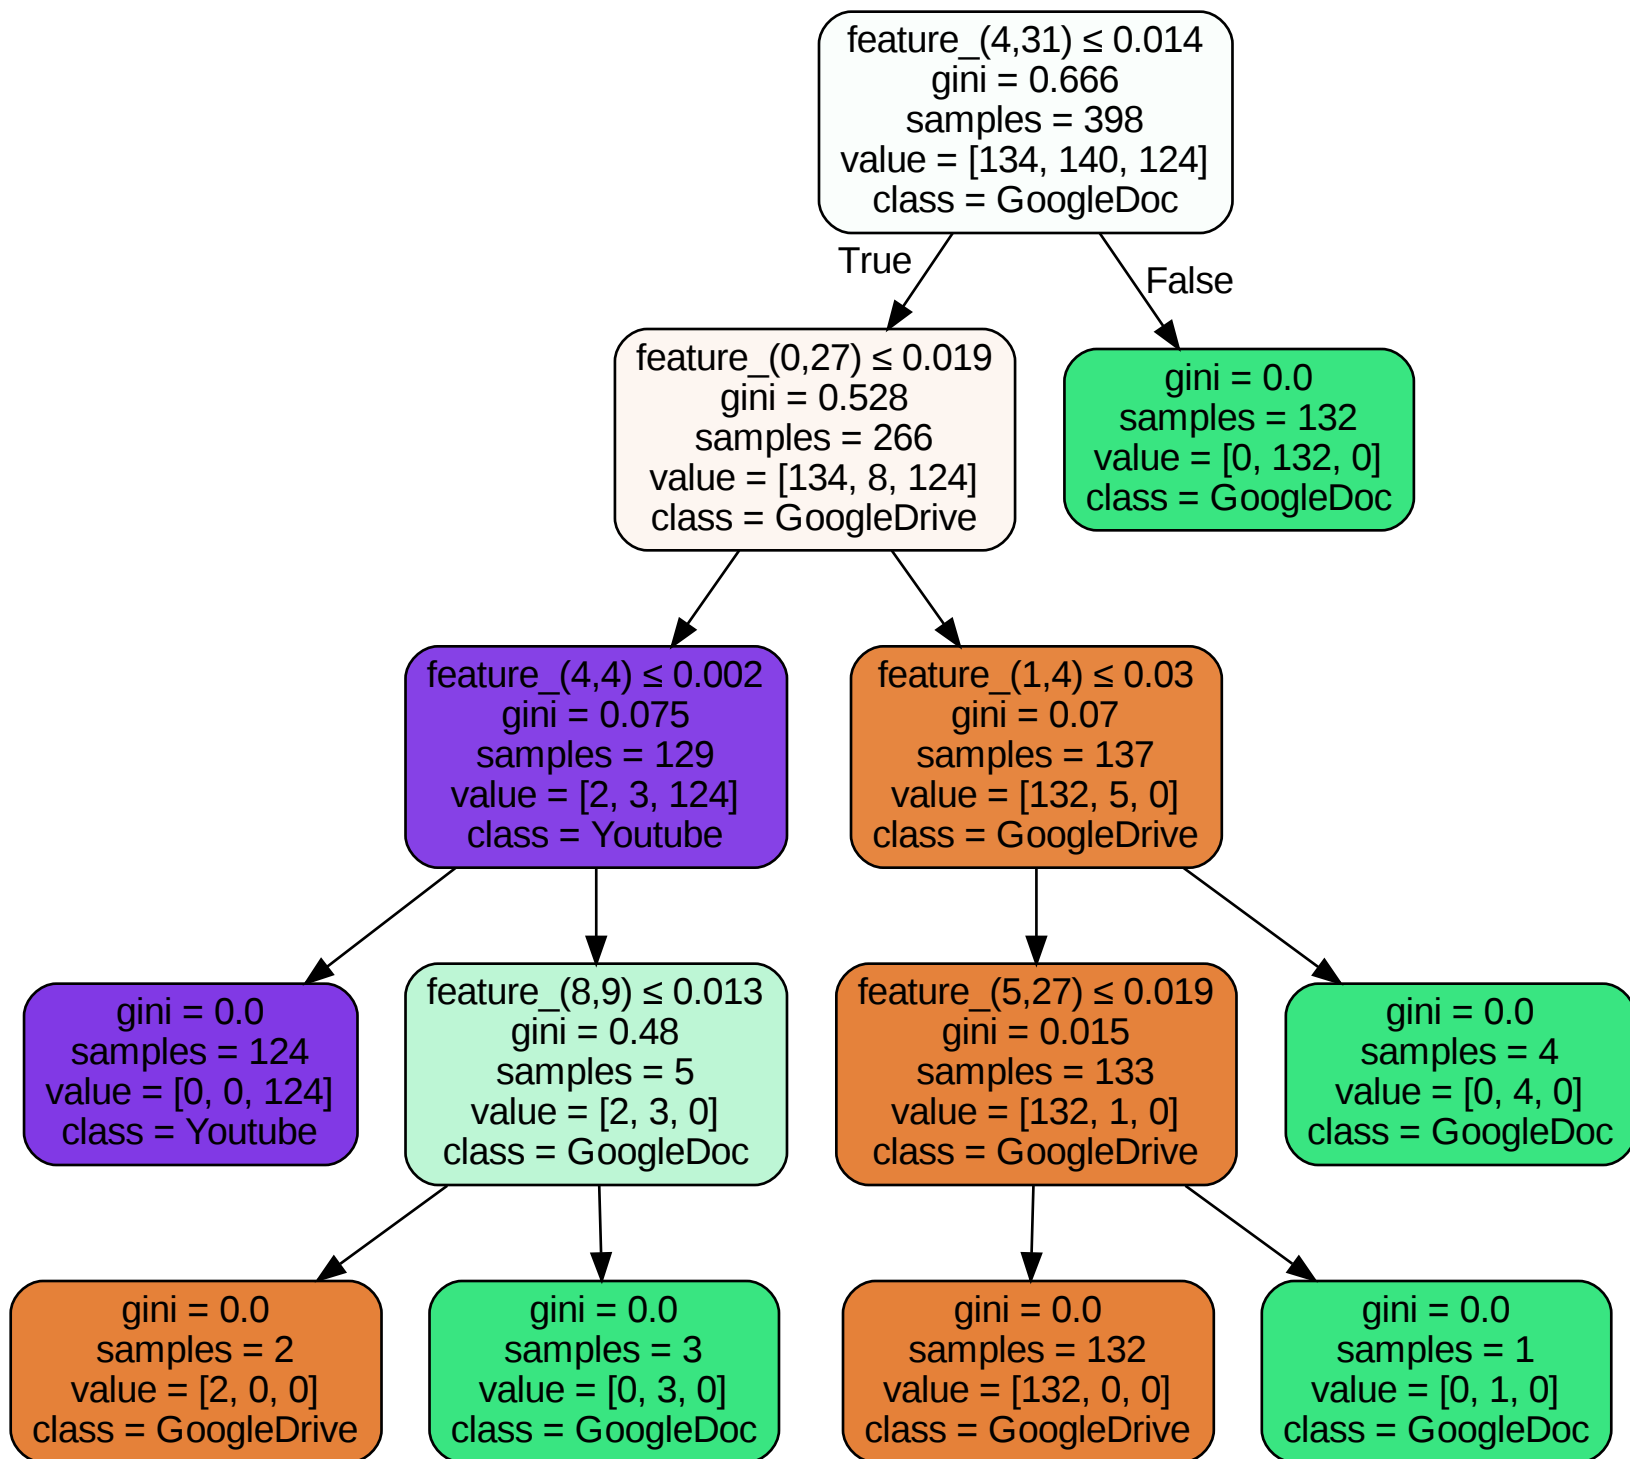 feature_(4,31) ≤ 0.014
gini = 0.666
samples = 398
value = [134, 140, 124]
class = GoogleDoc
True
False
feature_(0,27) ≤ 0.019
gini = 0.528
samples = 266
value = [134, 8, 124]
class = GoogleDrive
gini = 0.0
samples = 132
value = [0, 132, 0]
class = GoogleDoc
feature_(4,4) ≤ 0.002
gini = 0.075
samples = 129
value = [2, 3, 124]
class = Youtube
feature_(1,4) ≤ 0.03
gini = 0.07
samples = 137
value = [132, 5, 0]
class = GoogleDrive
gini = 0.0
samples = 124
value = [0, 0, 124]
class = Youtube
feature_(8,9) ≤ 0.013
gini = 0.48
samples = 5
value = [2, 3, 0]
class = GoogleDoc
feature_(5,27) ≤ 0.019
gini = 0.015
samples = 133
value = [132, 1, 0]
class = GoogleDrive
gini = 0.0
samples = 4
value = [0, 4, 0]
class = GoogleDoc
gini = 0.0
samples = 2
value = [2, 0, 0]
class = GoogleDrive
gini = 0.0
samples = 3
value = [0, 3, 0]
class = GoogleDoc
gini = 0.0
samples = 132
value = [132, 0, 0]
class = GoogleDrive
gini = 0.0
samples = 1
value = [0, 1, 0]
class = GoogleDoc